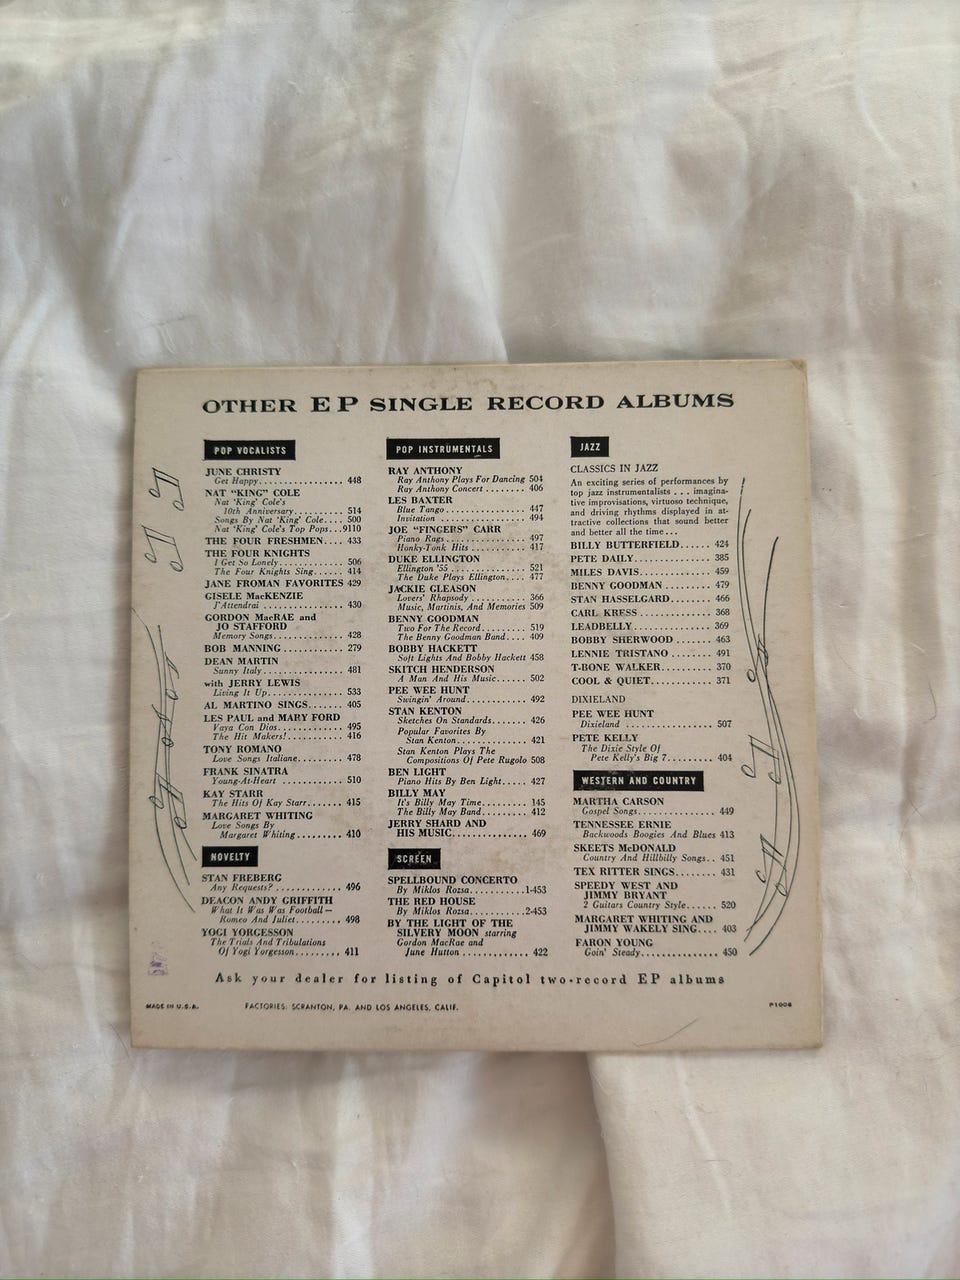 OTHER EP SINGLE RECORD ALBUMS
POP VOCALISTS
JUNE CHRISTY
Get Happy.................. 448
NAT "KING" COLE
Nat 'King' Cole's
10th Anniversary........... 514
Songs By Nat 'King' Cole.... 500
Nat 'King' Cole's Top Pops...9110
THE FOUR FRESHMEN.... 433
THE FOUR KNIGHTS
I Get So Lonely............. 506
The Four Knights Sing...... 414
JANE FROMAN FAVORITES 429
GISELE MacKENZIE
J'Attendrai ................. 430
GORDON MacRAE and
JO STAFFORD
Memory Songs............... 428
BOB MANNING........... 279
DEAN MARTIN
Sunny Italy................. 481
with JERRY LEWIS
Living It Up................. 533
AL MARTINO SINGS...... 405
LES PAUL and MARY FORD
Vaya Con Dios............... 495
The Hit Makers!............. 416
TONY ROMANO
Love Songs Italiane......... 478
FRANK SINATRA
Young-At-Heart ............. 510
KAY STARR
The Hits Of Kay Starr....... 415
MARGARET WHITING
Love Songs By
Margaret Whiting ......... 410
NOVELTY
STAN FREBERG
Any Requests? .............. 496
DEACON ANDY GRIFFITH
What It Was Was Football—
Romeo And Juliet......... 498
YOGI YORGESSON
The Trials And Tribulations
Of Yogi Yorgesson......... 411
POP INSTRUMENTALS
RAY ANTHONY
Ray Anthony Plays For Dancing 504
Ray Anthony Concert ........ 406
LES BAXTER
Blue Tango.................. 447
Invitation .................. 494
JOE "FINGERS" CARR
Piano Rags.................. 497
Honky-Tonk Hits ............ 417
DUKE ELLINGTON
Ellington '55 ................ 521
The Duke Plays Ellington.... 477
JACKIE GLEASON
Lovers' Rhapsody ........... 366
Music, Martinis, And Memories 509
BENNY GOODMAN
Two For The Record......... 519
The Benny Goodman Band.... 409
BOBBY HACKETT
Soft Lights And Bobby Hackett 458
SKITCH HENDERSON
A Man And His Music...... 502
PEE WEE HUNT
Swingin' Around............. 492
STAN KENTON
Sketches On Standards....... 426
Popular Favorites By
Stan Kenton............... 421
Stan Kenton Plays The
Compositions Of Pete Rugolo 508
BEN LIGHT
Piano Hits By Ben Light..... 427
BILLY MAY
It's Billy May Time......... 145
The Billy May Band......... 412
JERRY SHARD AND
HIS MUSIC.............. 469
SCREEN
SPELLBOUND CONCERTO
By Miklos Rozsa...........1-453
THE RED HOUSE
By Miklos Rozsa...........2-453
BY THE LIGHT OF THE
SILVERY MOON starring
Gordon MacRae and
June Hutton ............. 422
JAZZ
CLASSICS IN JAZZ
An exciting series of performances by
top jazz instrumentalists . . . imagina-
tive improvisations, virtuoso technique,
and driving rhythms displayed in at-
tractive collections that sound better
and better all the time . . .
BILLY BUTTERFIELD...... 424
PETE DAILY.............. 385
MILES DAVIS............. 459
BENNY GOODMAN........ 479
STAN HASSELGARD...... 466
CARL KRESS............. 368
LEADBELLY.............. 369
BOBBY SHERWOOD....... 463
LENNIE TRISTANO ...... 491
T-BONE WALKER......... 370
COOL & QUIET........... 371
DIXIELAND
PEE WEE HUNT
Dixieland .................. 507
PETE KELLY
The Dixie Style Of
Pete Kelly's Big 7......... 404
WESTERN AND COUNTRY
MARTHA CARSON
Gospel Songs............... 449
TENNESSEE ERNIE
Backwoods Boogies And Blues 413
SKEETS McDONALD
Country And Hillbilly Songs.. 451
TEX RITTER SINGS....... 431
SPEEDY WEST AND
JIMMY BRYANT
2 Guitars Country Style...... 520
MARGARET WHITING AND
JIMMY WAKELY SING.... 403
FARON YOUNG
Goin' Steady................ 450
Ask your dealer for listing of Capitol two-record EP albums
MADE IN U.S.A. FACTORIES: SCRANTON, PA. AND LOS ANGELES, CALIF. P1008